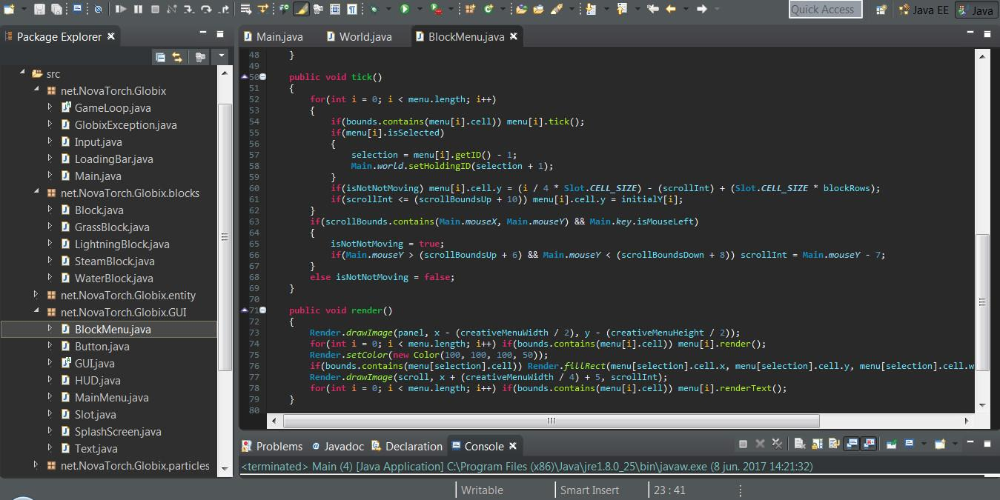 Quick Access
Java EE
Java
Package Explorer
Main.java
World.java
BlockMenu.java
src
net.NovaTorch.Globix
GameLoop.java
GlobixException.java
Input.java
LoadingBar.java
Main.java
net.NovaTorch.Globix.blocks
Block.java
GrassBlock.java
LightningBlock.java
SteamBlock.java
WaterBlock.java
net.NovaTorch.Globix.entity
net.NovaTorch.Globix.GUI
BlockMenu.java
Button.java
GUI.java
HUD.java
MainMenu.java
Slot.java
SplashScreen.java
Text.java
net.NovaTorch.Globix.particles
48 }
49
50 public void tick()
51 {
52 for(int i = 0; i < menu.length; i++)
53 {
54 if(bounds.contains(menu[i].cell)) menu[i].tick();
55 if(menu[i].isSelected)
56 {
57 selection = menu[i].getID() - 1;
58 Main.world.setHoldingID(selection + 1);
59 }
60 if(isNotNotMoving) menu[i].cell.y = (i / 4 * Slot.CELL_SIZE) - (scrollInt) + (Slot.CELL_SIZE * blockRows);
61 if(scrollInt <= (scrollBoundsUp + 10)) menu[i].cell.y = initialY[i];
62 }
63 if(scrollBounds.contains(Main.mouseX, Main.mouseY) && Main.key.isMouseLeft)
64 {
65 isNotNotMoving = true;
66 if(Main.mouseY > (scrollBoundsUp + 6) && Main.mouseY < (scrollBoundsDown + 8)) scrollInt = Main.mouseY - 7;
67 }
68 else isNotNotMoving = false;
69 }
70
71 public void render()
72 {
73 Render.drawImage(panel, x - (creativeMenuWidth / 2), y - (creativeMenuHeight / 2));
74 for(int i = 0; i < menu.length; i++) if(bounds.contains(menu[i].cell)) menu[i].render();
75 Render.setColor(new Color(100, 100, 100, 50));
76 if(bounds.contains(menu[selection].cell)) Render.fillRect(menu[selection].cell.x, menu[selection].cell.y, menu[selection].cell.w
77 Render.drawImage(scroll, x + (creativeMenuWidth / 4) + 5, scrollInt);
78 for(int i = 0; i < menu.length; i++) if(bounds.contains(menu[i].cell)) menu[i].renderText();
79 }
80
Problems
Javadoc
Declaration
Console
<terminated> Main (4) [Java Application] C:\Program Files (x86)\Java\jre1.8.0_25\bin\javaw.exe (8 jun. 2017 14:21:32)
Writable
Smart Insert
23 : 41